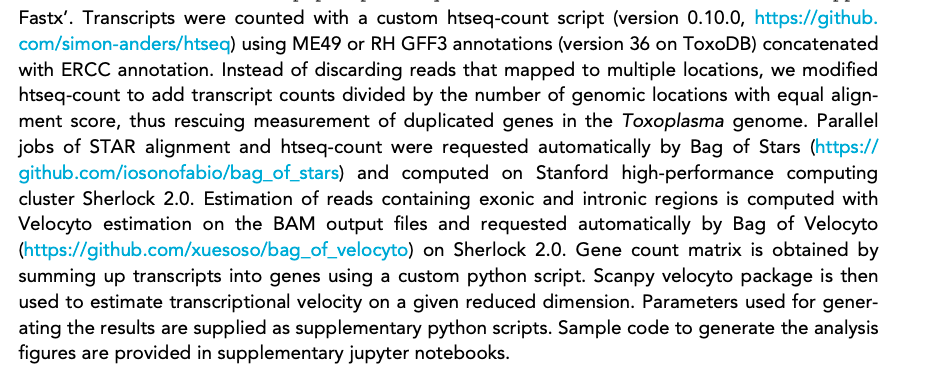 Fastx’. Transcripts were counted with a custom htseq-count script (version 0.10.0, https://github.
com/simon-anders/htseq) using ME49 or RH GFF3 annotations (version 36 on ToxoDB) concatenated
with ERCC annotation. Instead of discarding reads that mapped to multiple locations, we modified
htseq-count to add transcript counts divided by the number of genomic locations with equal align-
ment score, thus rescuing measurement of duplicated genes in the Toxoplasma genome. Parallel
jobs of STAR alignment and htseq-count were requested automatically by Bag of Stars (https://
github.com/iosonofabio/bag_of_stars) and computed on Stanford high-performance computing
cluster Sherlock 2.0. Estimation of reads containing exonic and intronic regions is computed with
Velocyto estimation on the BAM output files and requested automatically by Bag of Velocyto
(https://github.com/xuesoso/bag_of_velocyto) on Sherlock 2.0. Gene count matrix is obtained by
summing up transcripts into genes using a custom python script. Scanpy velocyto package is then
used to estimate transcriptional velocity on a given reduced dimension. Parameters used for gener-
ating the results are supplied as supplementary python scripts. Sample code to generate the analysis
figures are provided in supplementary jupyter notebooks.